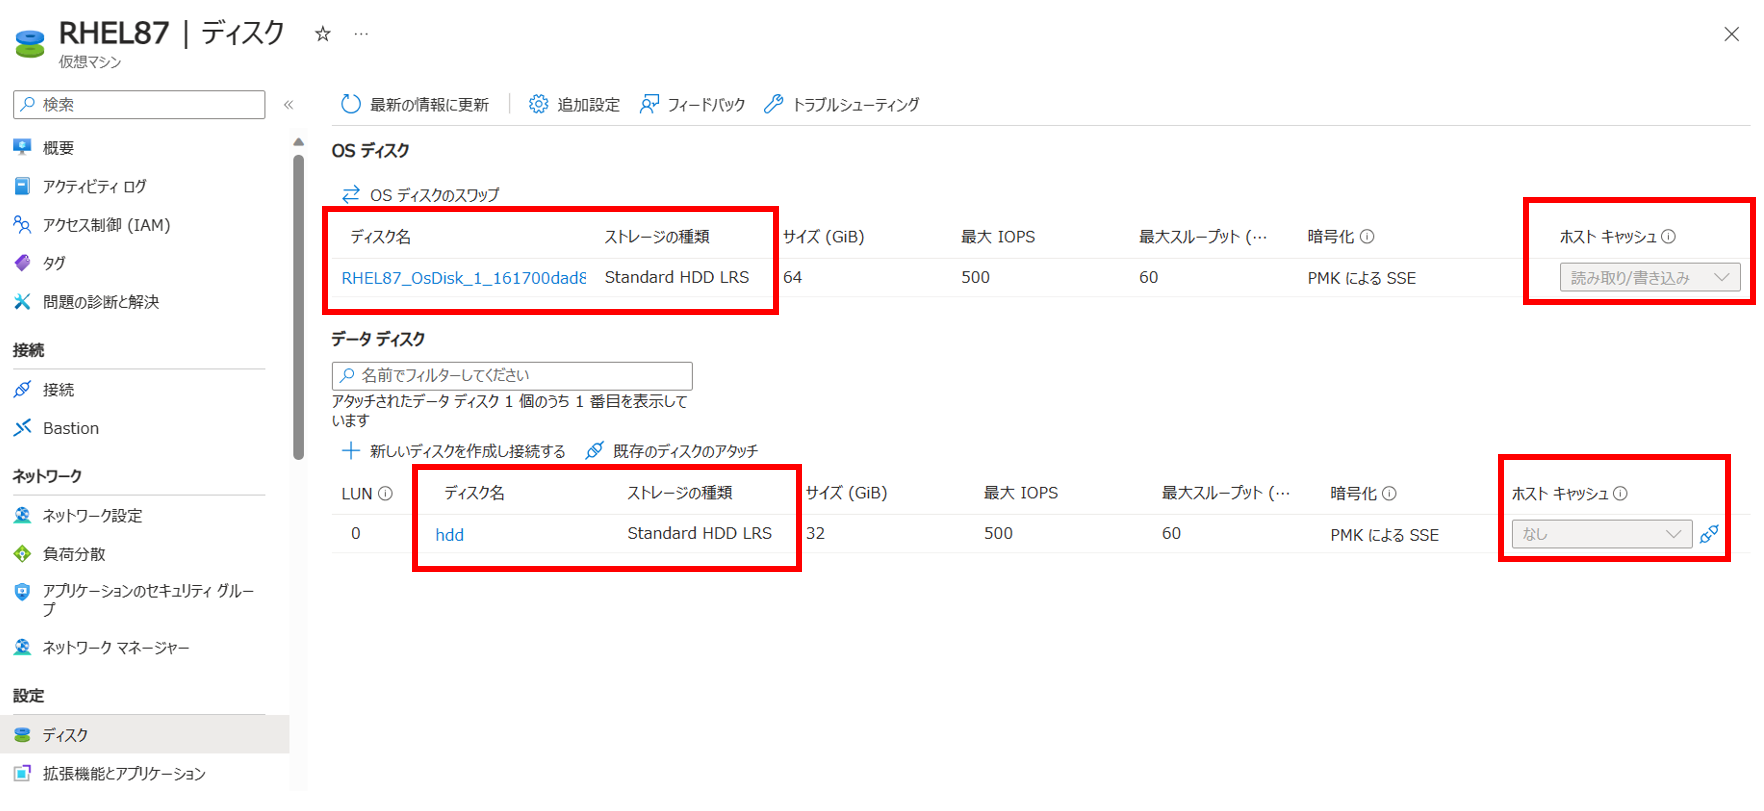 RHEL87 | ディスク ☆ …
仮想マシン
検索
«
概要
アクティビティ ログ
アクセス制御 (IAM)
タグ
問題の診断と解決
接続
接続
Bastion
ネットワーク
ネットワーク設定
負荷分散
アプリケーションのセキュリティ グルー
プ
ネットワーク マネージャー
設定
ディスク
拡張機能とアプリケーション
最新の情報に更新 追加設定 フィードバック トラブルシューティング
OS ディスク
OS ディスクのスワップ
ディスク名 ストレージの種類 サイズ (GiB) 最大 IOPS 最大スループット (… 暗号化 ホスト キャッシュ
RHEL87_OsDisk_1_161700dad8 Standard HDD LRS 64 500 60 PMK による SSE 読み取り/書き込み
データ ディスク
名前でフィルターしてください
アタッチされたデータ ディスク 1 個のうち 1 番目を表示して
います
新しいディスクを作成し接続する 既存のディスクのアタッチ
LUN ディスク名 ストレージの種類 サイズ (GiB) 最大 IOPS 最大スループット (… 暗号化 ホスト キャッシュ
0 hdd Standard HDD LRS 32 500 60 PMK による SSE なし